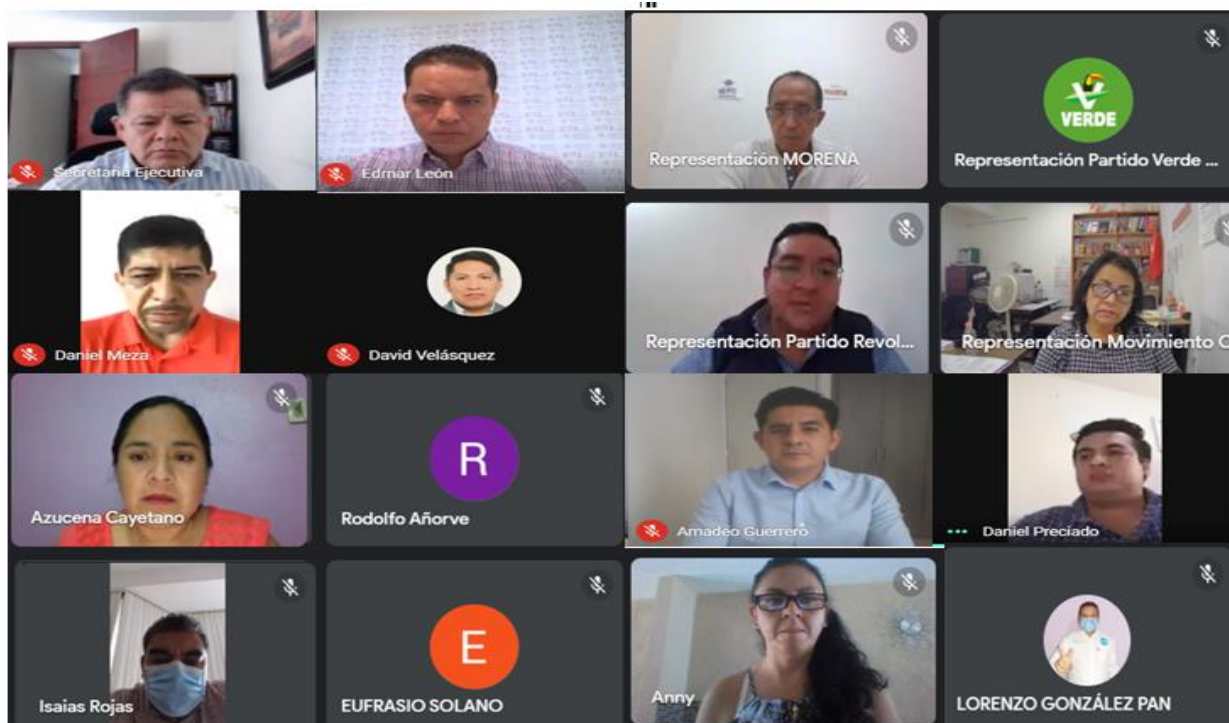 Secretaria Ejecutiva
Edmar León
Representación MORENA
VERDE
Representación Partido Verde ...
Daniel Meza
David Velásquez
Representación Partido Revol...
Representación Movimiento C
Azucena Cayetano
R
Rodolfo Añorve
Amadeo Guerrero
Daniel Preciado
Isaias Rojas
E
EUFRASIO SOLANO
Anny
LORENZO GONZÁLEZ PAN